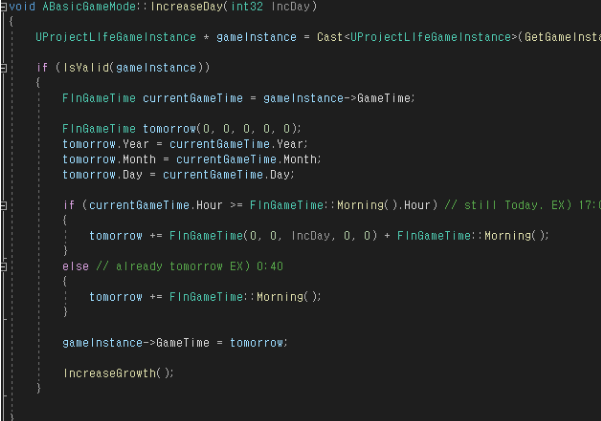 void ABasicGameMode::IncreaseDay(int32 IncDay)
{
UProjectLIfeGameInstance * gameInstance = Cast<UProjectLIfeGameInstance>(GetGameInsta
if (IsValid(gameInstance))
{
FInGameTime currentGameTime = gameInstance->GameTime;
FInGameTime tomorrow(0, 0, 0, 0, 0);
tomorrow.Year = currentGameTime.Year;
tomorrow.Month = currentGameTime.Month;
tomorrow.Day = currentGameTime.Day;
if (currentGameTime.Hour >= FInGameTime::Morning().Hour) // still Today. EX) 17:0
{
tomorrow += FInGameTime(0, 0, IncDay, 0, 0) + FInGameTime::Morning();
}
else // already tomorrow EX) 0:40
{
tomorrow += FInGameTime::Morning();
}
gameInstance->GameTime = tomorrow;
IncreaseGrowth();
}
}